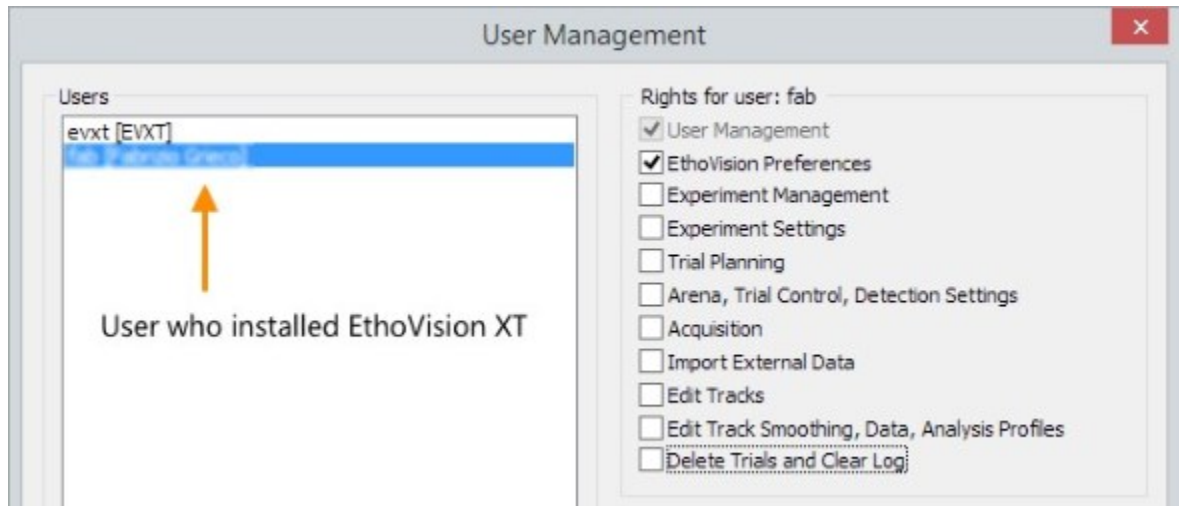 User Management
Users
evxt [EVXT]
fab [Fabrizio Greco]
User who installed EthoVision XT
Rights for user: fab
User Management
EthoVision Preferences
Experiment Management
Experiment Settings
Trial Planning
Arena, Trial Control, Detection Settings
Acquisition
Import External Data
Edit Tracks
Edit Track Smoothing, Data, Analysis Profiles
Delete Trials and Clear Log